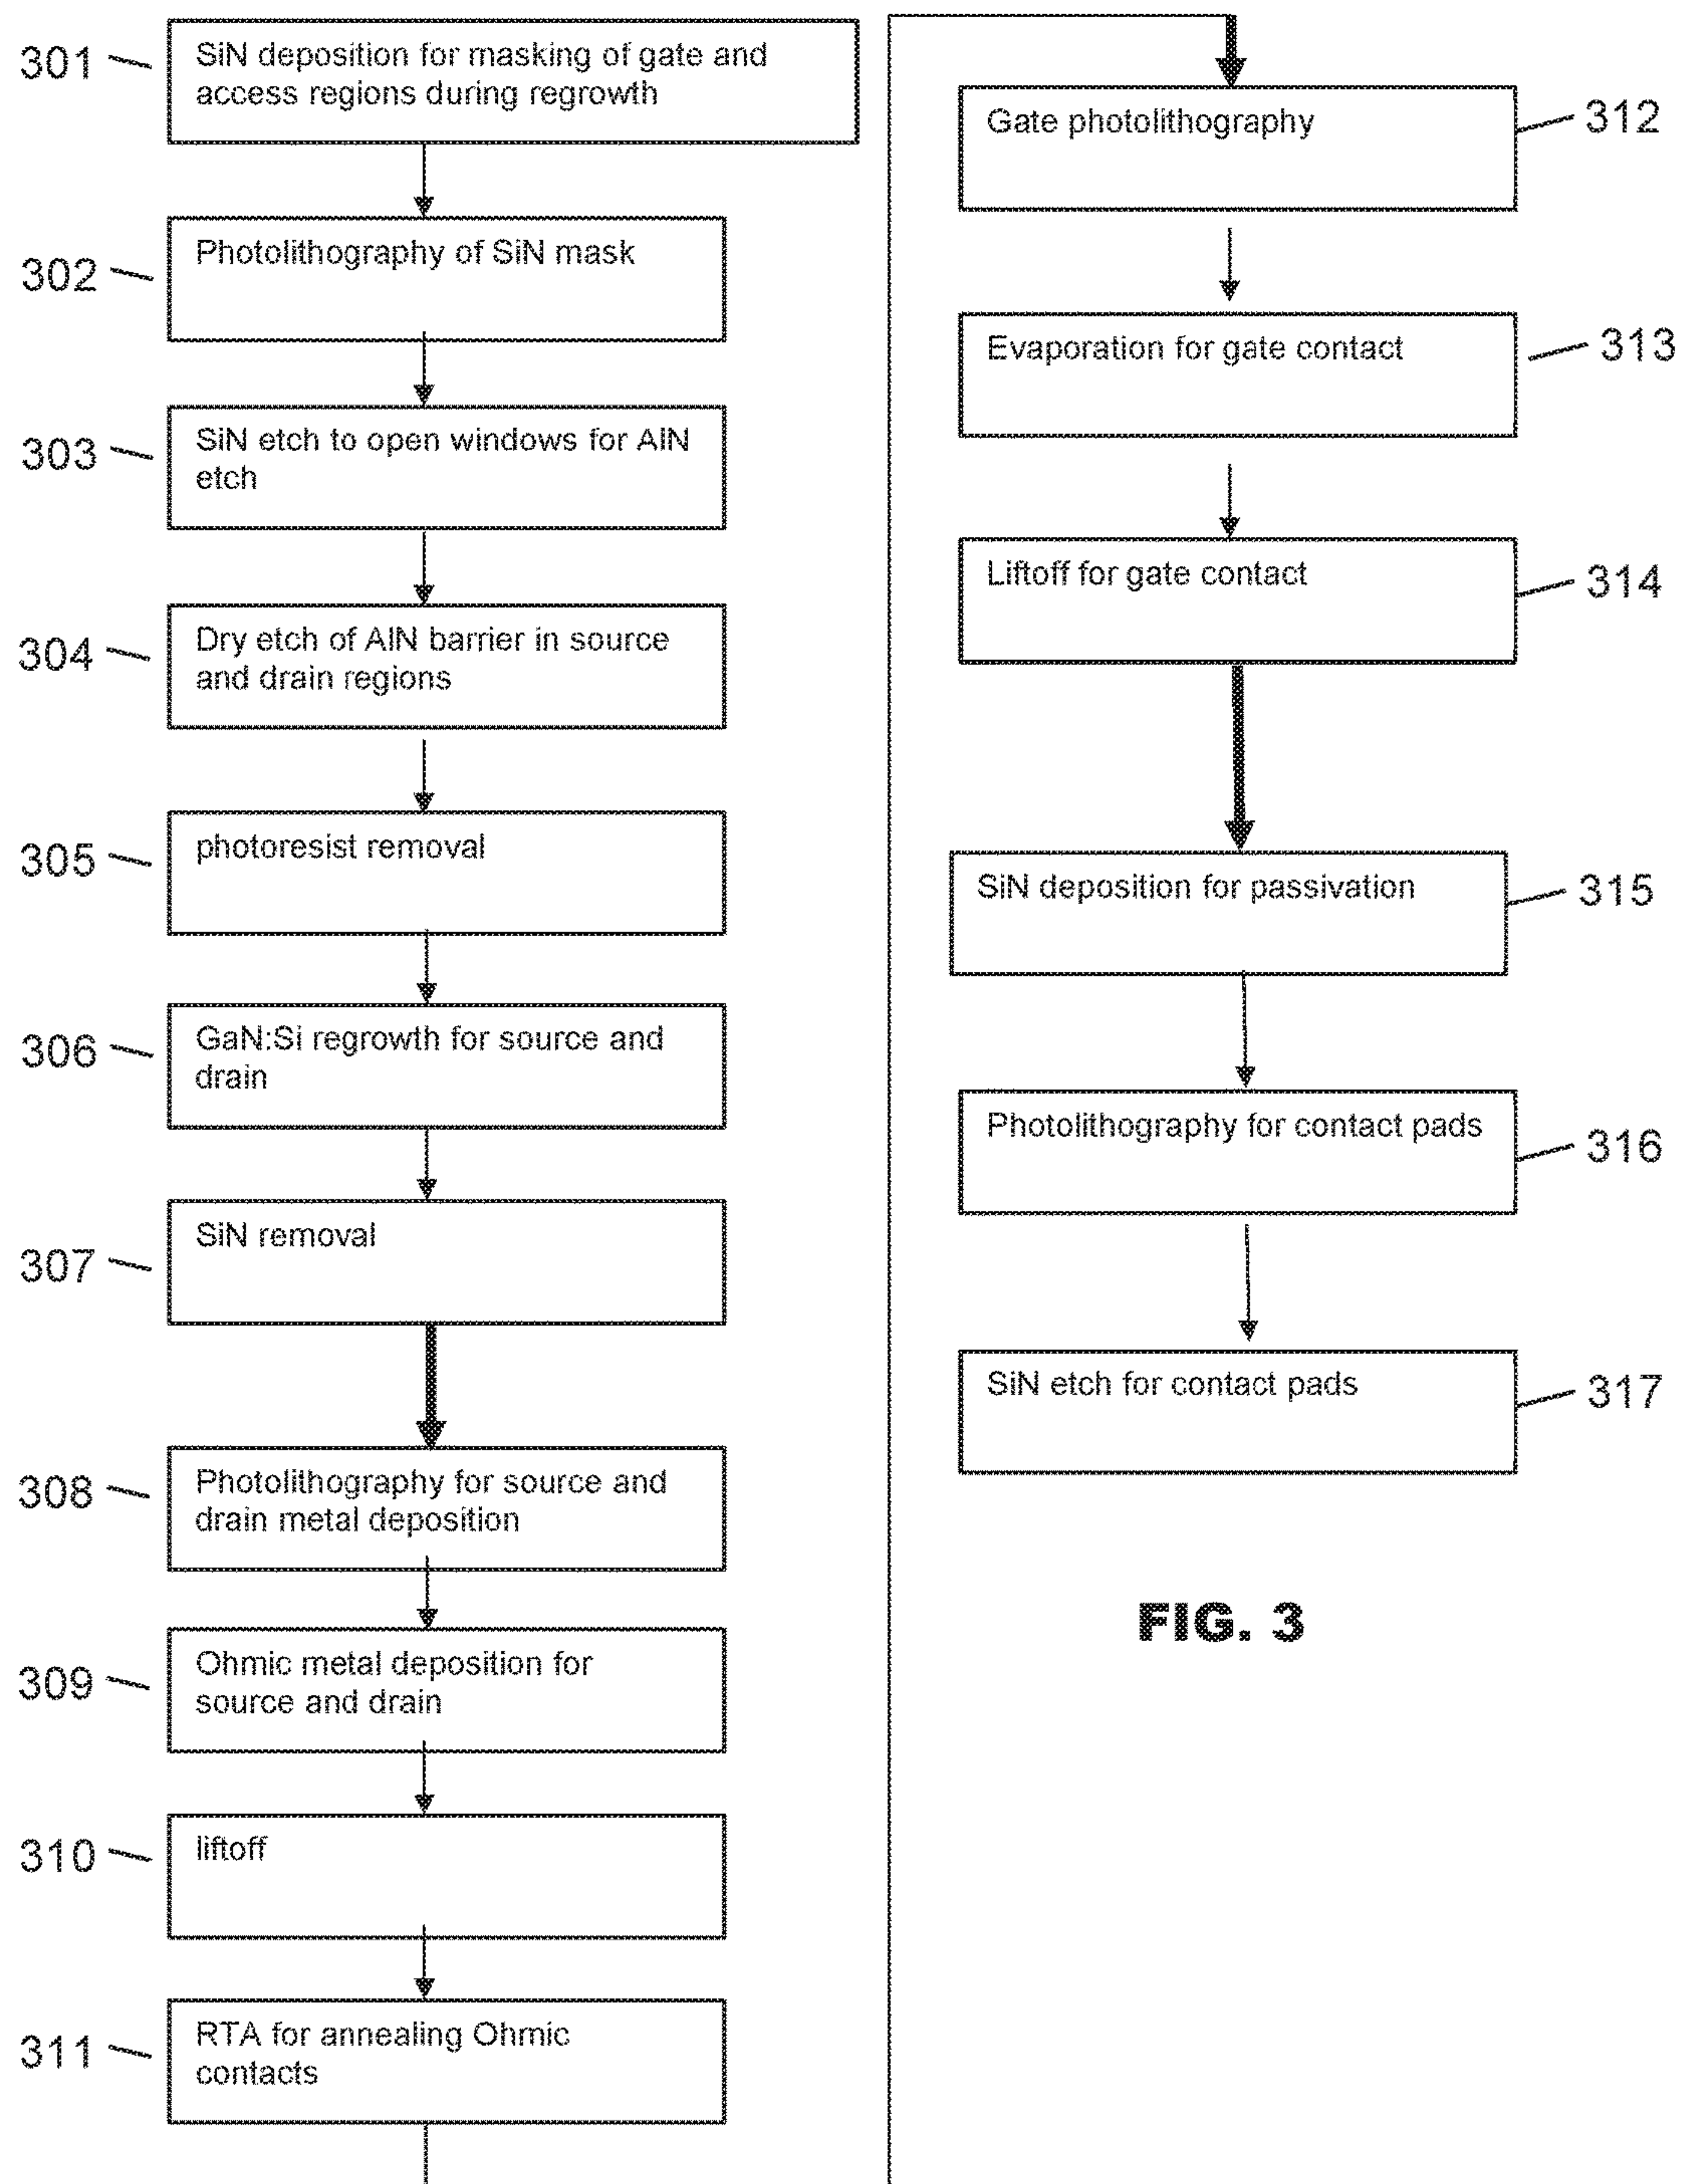 301
SiN deposition for masking of gate and
access regions during regrowth
302
Photolithography of SiN mask
303
SiN etch to open windows for AlN
etch
304
Dry etch of AlN barrier in source
and drain regions
305
photoresist removal
306
GaN:Si regrowth for source and
drain
307
SiN removal
308
Photolithography for source and
drain metal deposition
309
Ohmic metal deposition for
source and drain
310
liftoff
311
RTA for annealing Ohmic
contacts
Gate photolithography
312
Evaporation for gate contact
313
Liftoff for gate contact
314
SiN deposition for passivation
315
Photolithography for contact pads
316
SiN etch for contact pads
317
FIG. 3